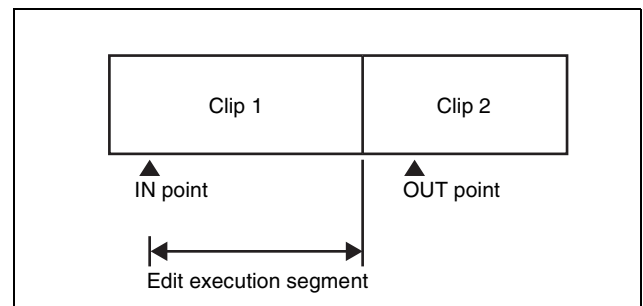 Clip 1
Clip 2
IN point
OUT point
Edit execution segment